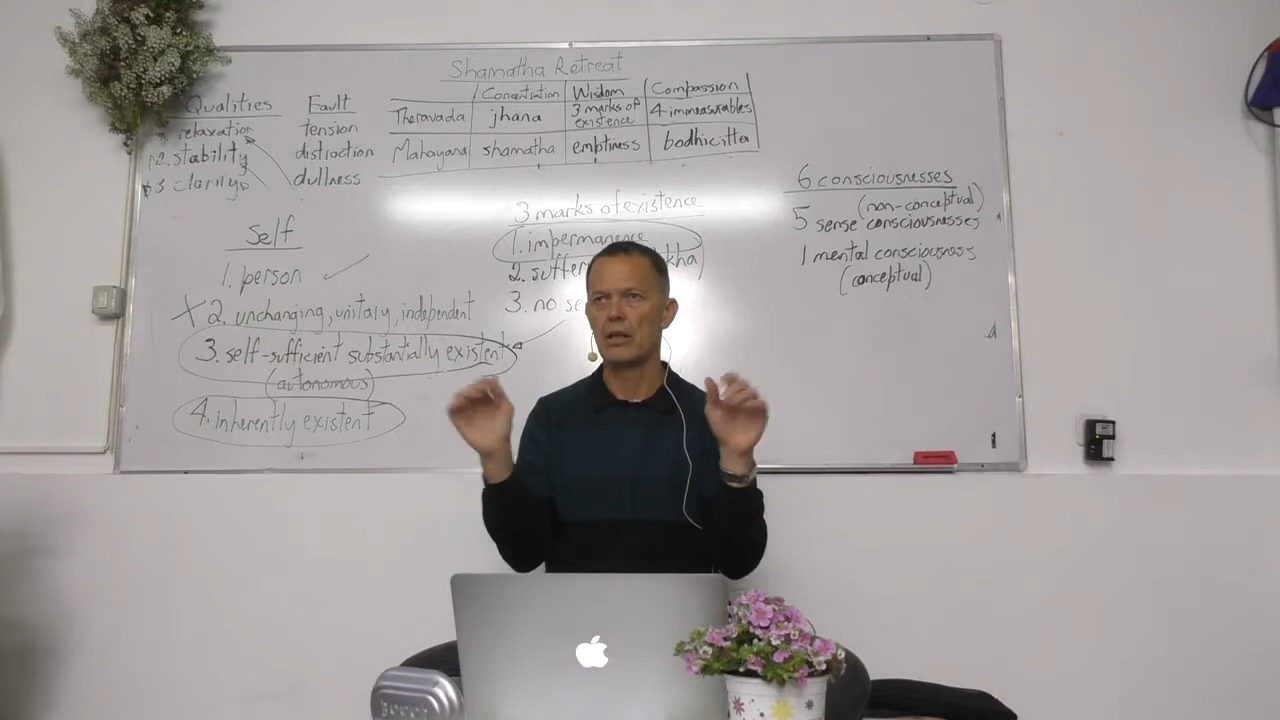 Shamatha Retreat
Qualities Fault
relaxation tension
2. stability distraction
3 clarity dullness
Concentration Wisdom Compassion
Theravada jhana 3 marks of existence 4 immeasurables
Mahayana shamatha emptiness bodhicitta
Self
1. person ✓
X 2. unchanging, unitary, independent
3. self-sufficient substantially existent
(autonomous)
4. inherently existent
3 marks of existence
1. impermanence
2.
3. no
6 consciousnesses
(non-conceptual)
5 sense consciousnesses
1 mental consciousness
(conceptual)